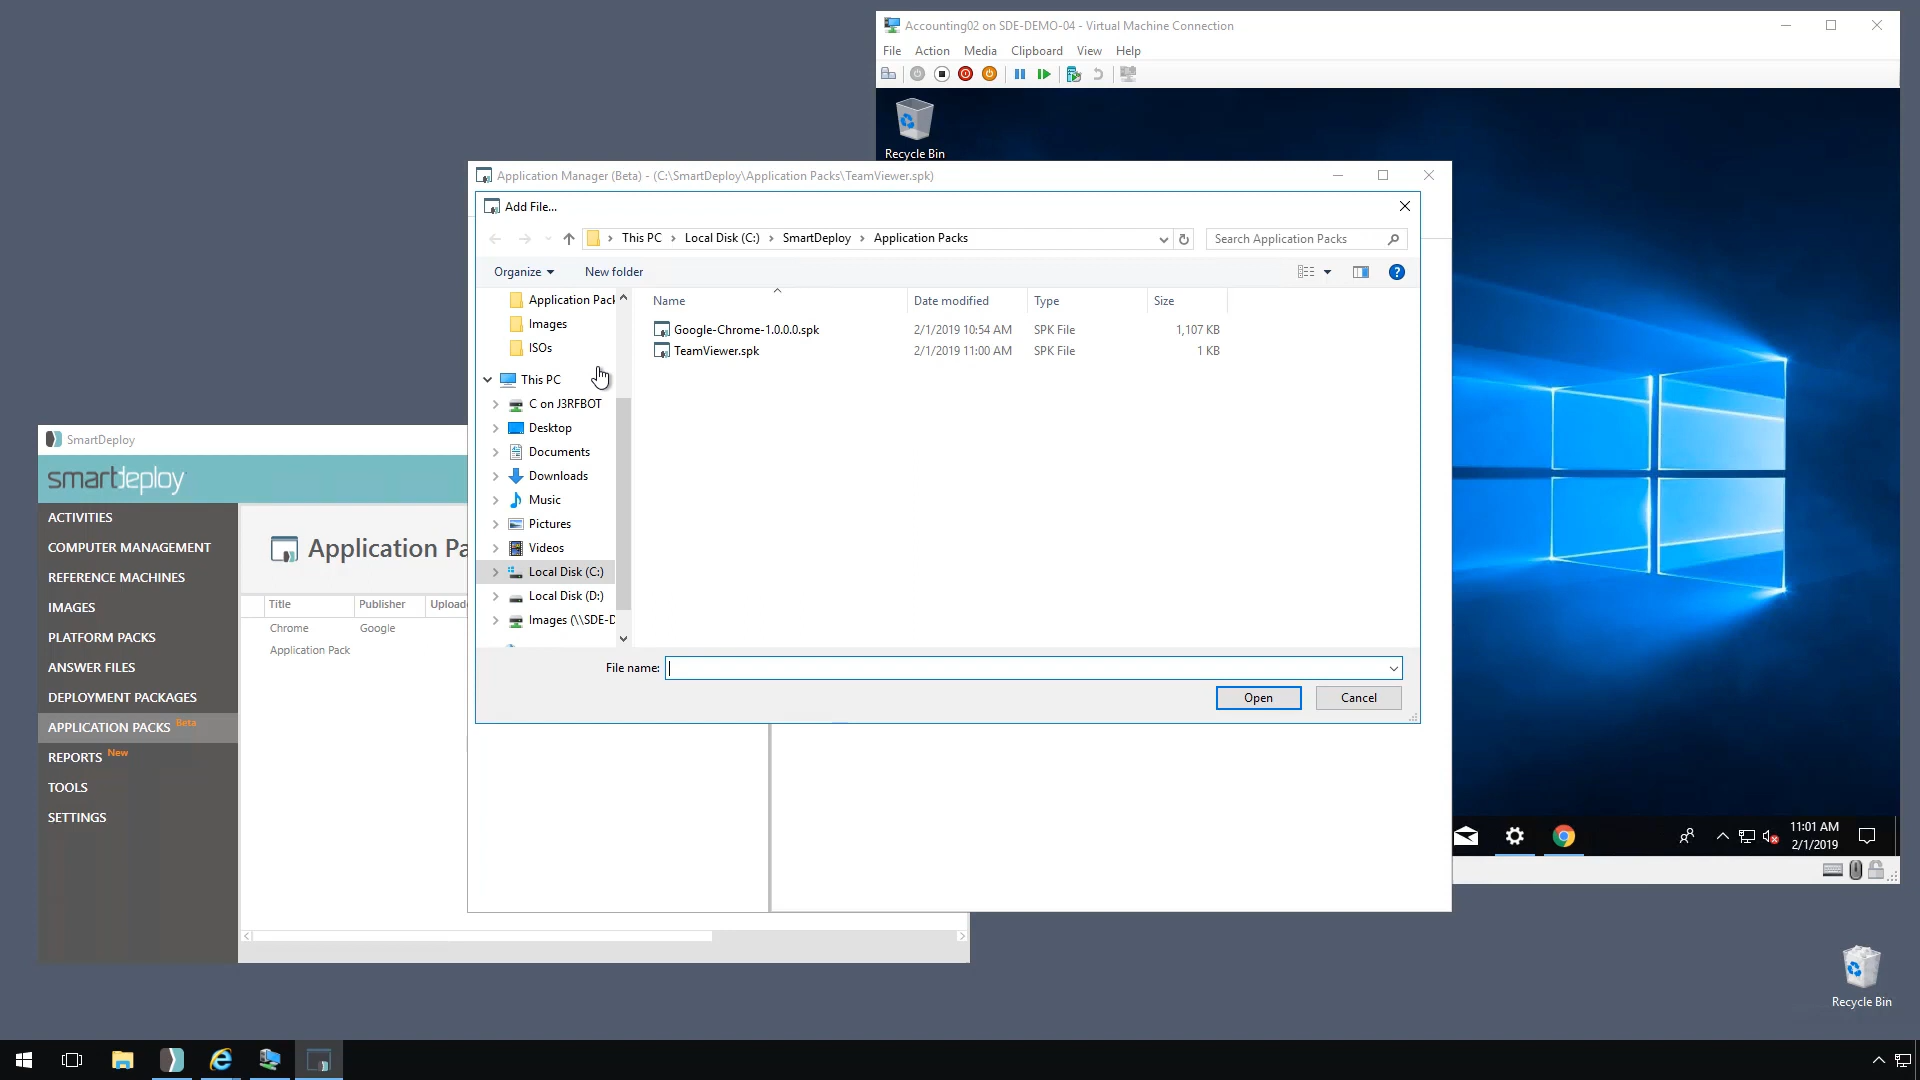 Accounting02 on SDE-DEMO-04 - Virtual Machine Connection
File Action Media Clipboard View Help
Recycle Bin
Application Manager (Beta) - (C:\SmartDeploy\Application Packs\TeamViewer.spk)
Add File...
This PC > Local Disk (C:) > SmartDeploy > Application Packs
Search Application Packs
Organize
New folder
Application Pack
Images
ISOs
This PC
C on J3RFBOT
Desktop
Documents
Downloads
Music
Pictures
Videos
Local Disk (C:)
Local Disk (D:)
Images (\\SDE-D
Name Date modified Type Size
Google-Chrome-1.0.0.0.spk 2/1/2019 10:54 AM SPK File 1,107 KB
TeamViewer.spk 2/1/2019 11:00 AM SPK File 1 KB
File name:
Open
Cancel
SmartDeploy
smartdeploy
ACTIVITIES
COMPUTER MANAGEMENT
REFERENCE MACHINES
IMAGES
PLATFORM PACKS
ANSWER FILES
DEPLOYMENT PACKAGES
APPLICATION PACKS Beta
REPORTS New
TOOLS
SETTINGS
Application Pa
Title Publisher Upload
Chrome Google
Application Pack
11:01 AM
2/1/2019
Recycle Bin